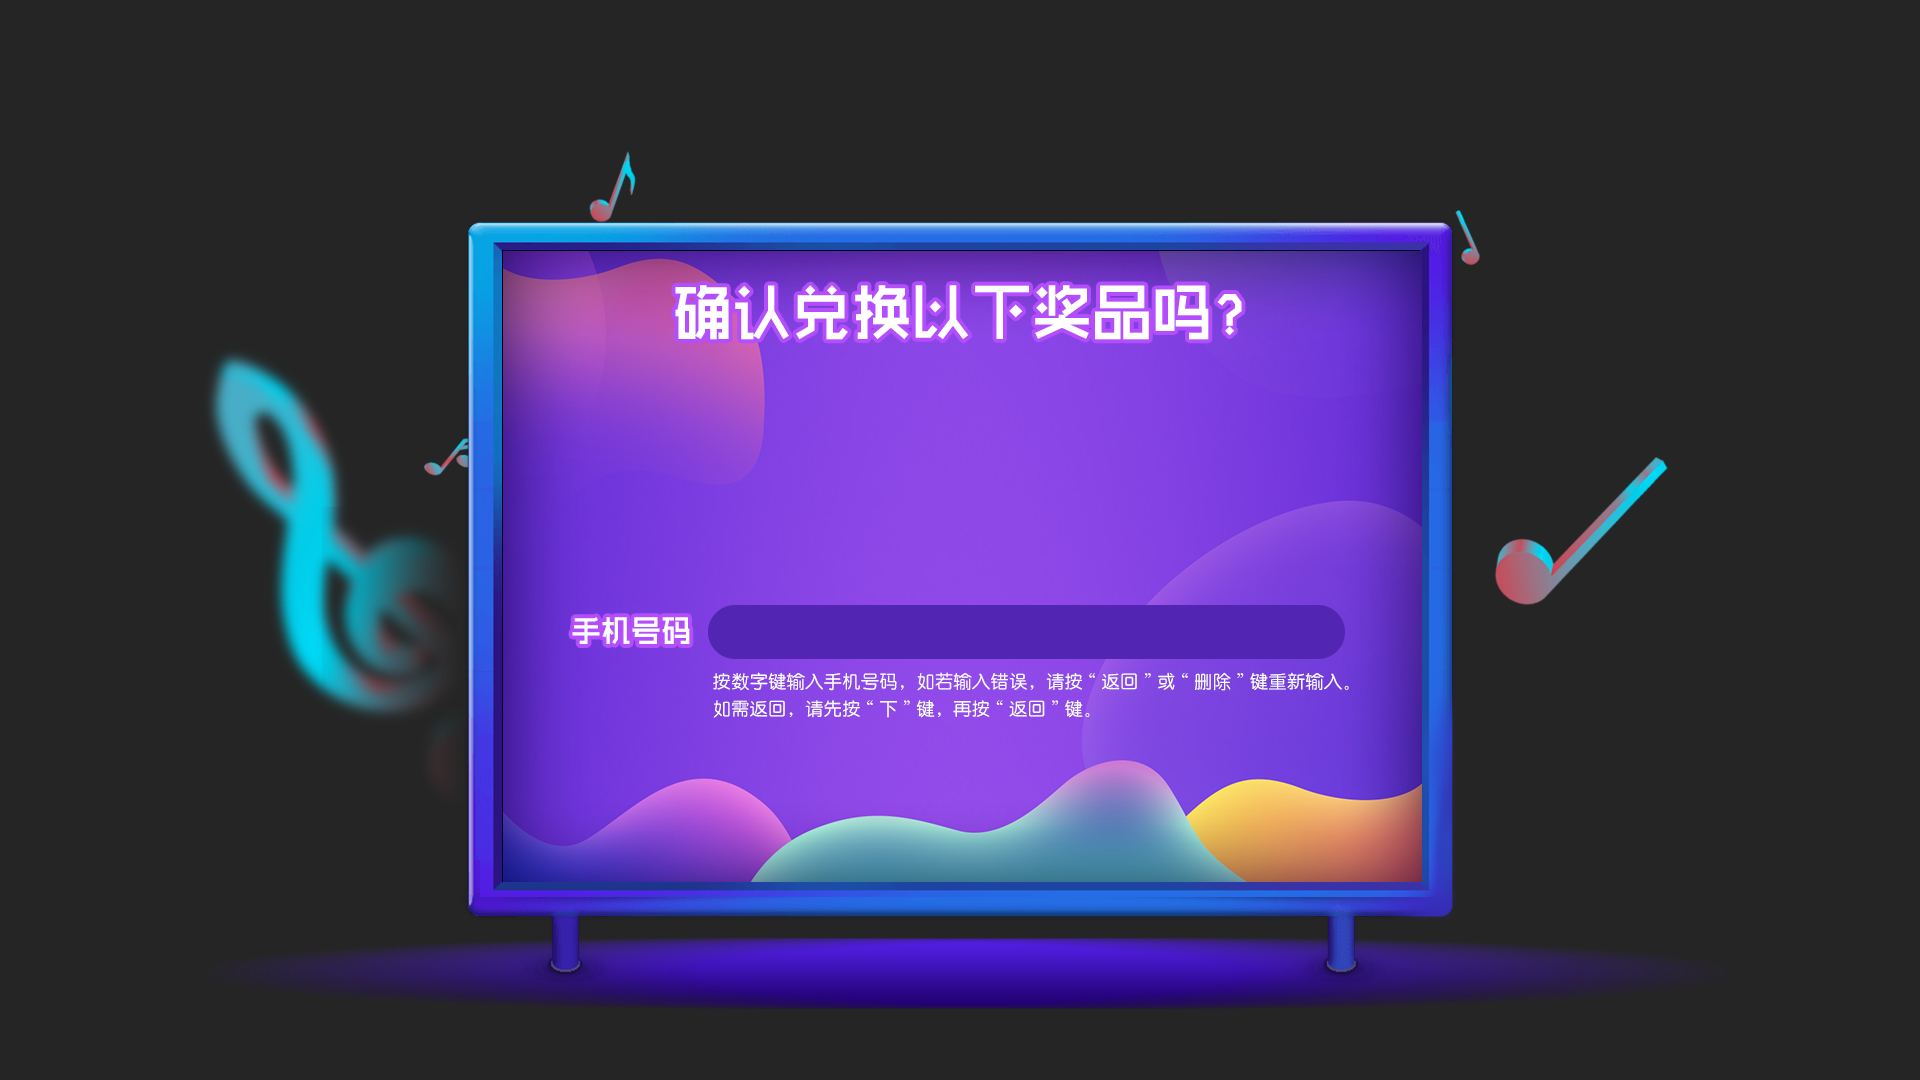 确认兑换以下奖品吗?
手机号码
按数字键输入手机号码，如若输入错误，请按“返回”或“删除”键重新输入。
如需返回，请先按“下”键，再按“返回”键。